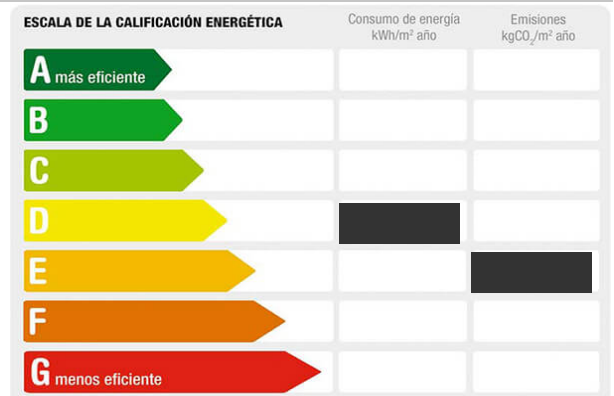 ESCALA DE LA CALIFICACIÓN ENERGÉTICA
Consumo de energía
kWh/m² año
Emisiones
kgCO₂/m² año
A más eficiente
B
C
D
E
F
G menos eficiente